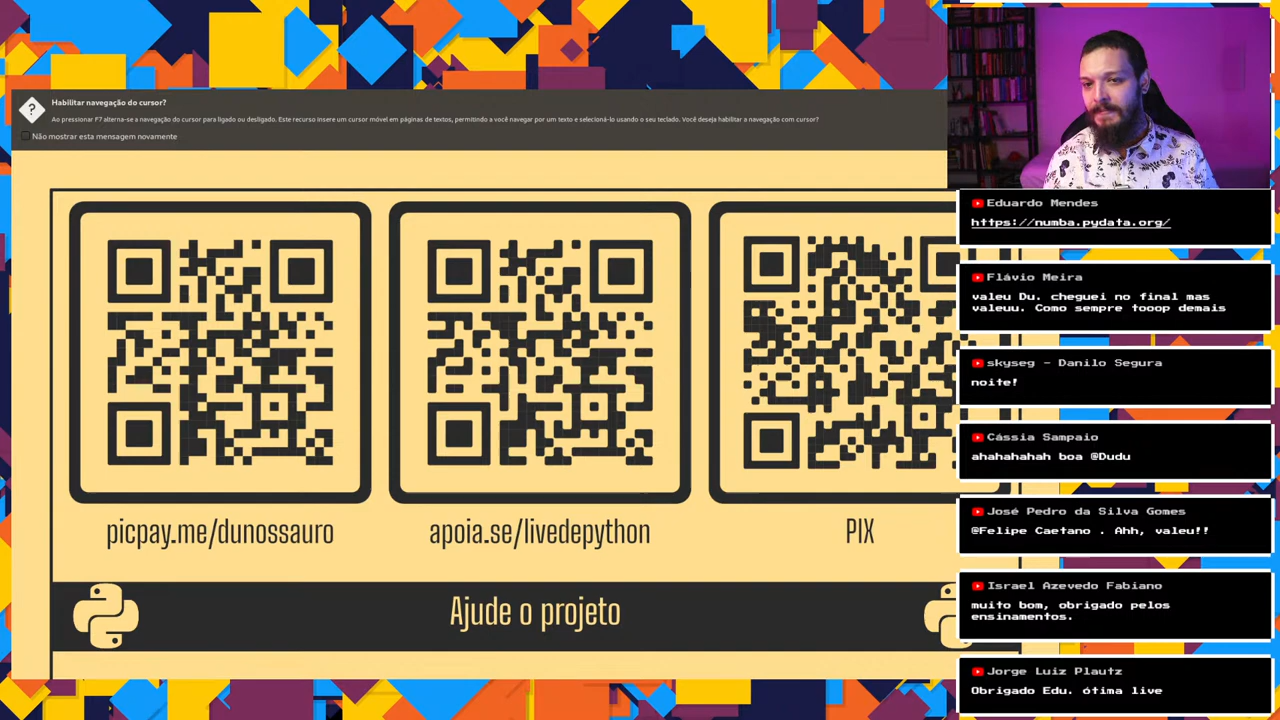 Habilitar navegação do cursor?
Ao pressionar F7 alterna-se a navegação do cursor para ligado ou desligado. Este recurso insere um cursor móvel em páginas de textos, permitindo a você navegar por um texto e selecioná-lo usando o seu teclado. Você deseja habilitar a navegação com cursor?
Não mostrar esta mensagem novamente
picpay.me/dunossauro
apoia.se/livedepython
PIX
Ajude o projeto
Eduardo Mendes
https://numba.pydata.org/
Flávio Meira
valeu Du. cheguei no final mas
valeuu. Como sempre tooop demais
skyseg - Danilo Segura
noite!
Cássia Sampaio
ahahahahah boa @Dudu
José Pedro da Silva Gomes
@Felipe Caetano . Ahh, valeu!!
Israel Azevedo Fabiano
muito bom, obrigado pelos
ensinamentos.
Jorge Luiz Plautz
Obrigado Edu. ótima live